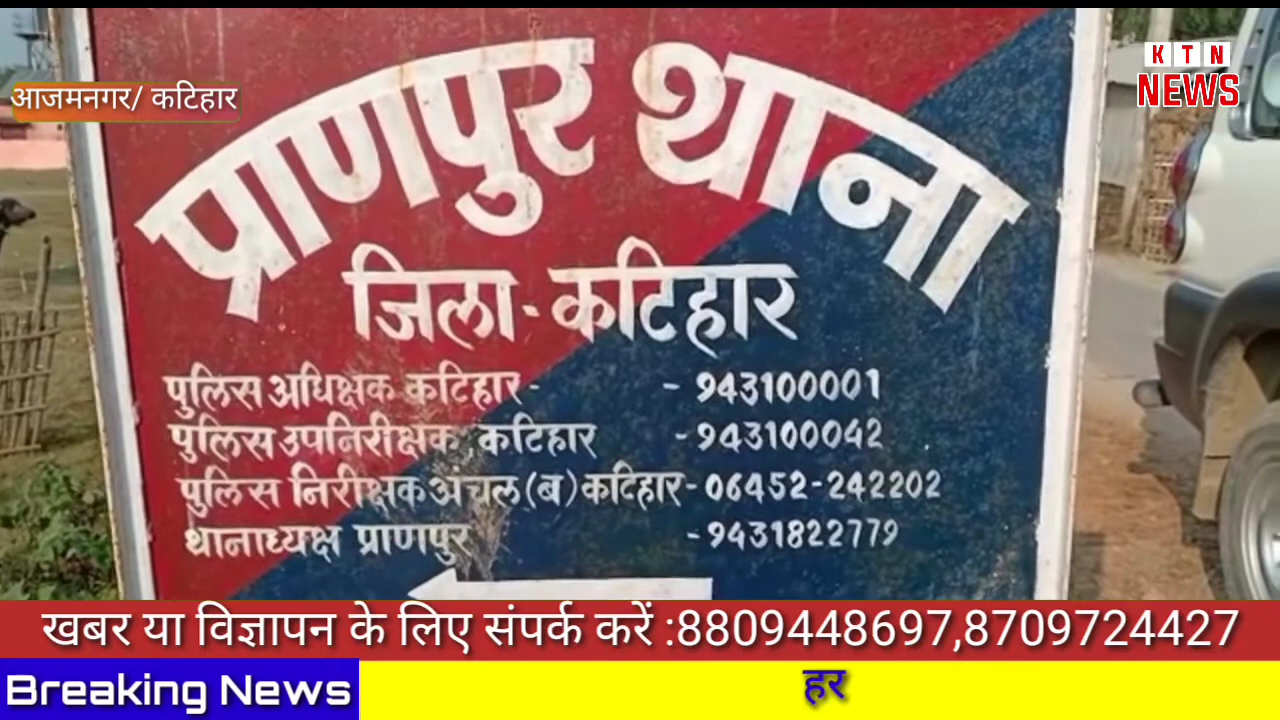 KTN
NEWS
आजमनगर/ कटिहार
प्राणपुर थाना
जिला-कटिहार
पुलिस अधिक्षक कटिहार- -943100001
पुलिस उपनिरीक्षक, कटिहार - 943100042
पुलिस निरीक्षक अंचल (ब) कटिहार- 06452-242202
थानाध्यक्ष प्राणपुर - 9431822779
खबर या विज्ञापन के लिए संपर्क करें :8809448697,8709724427
Breaking News
हर